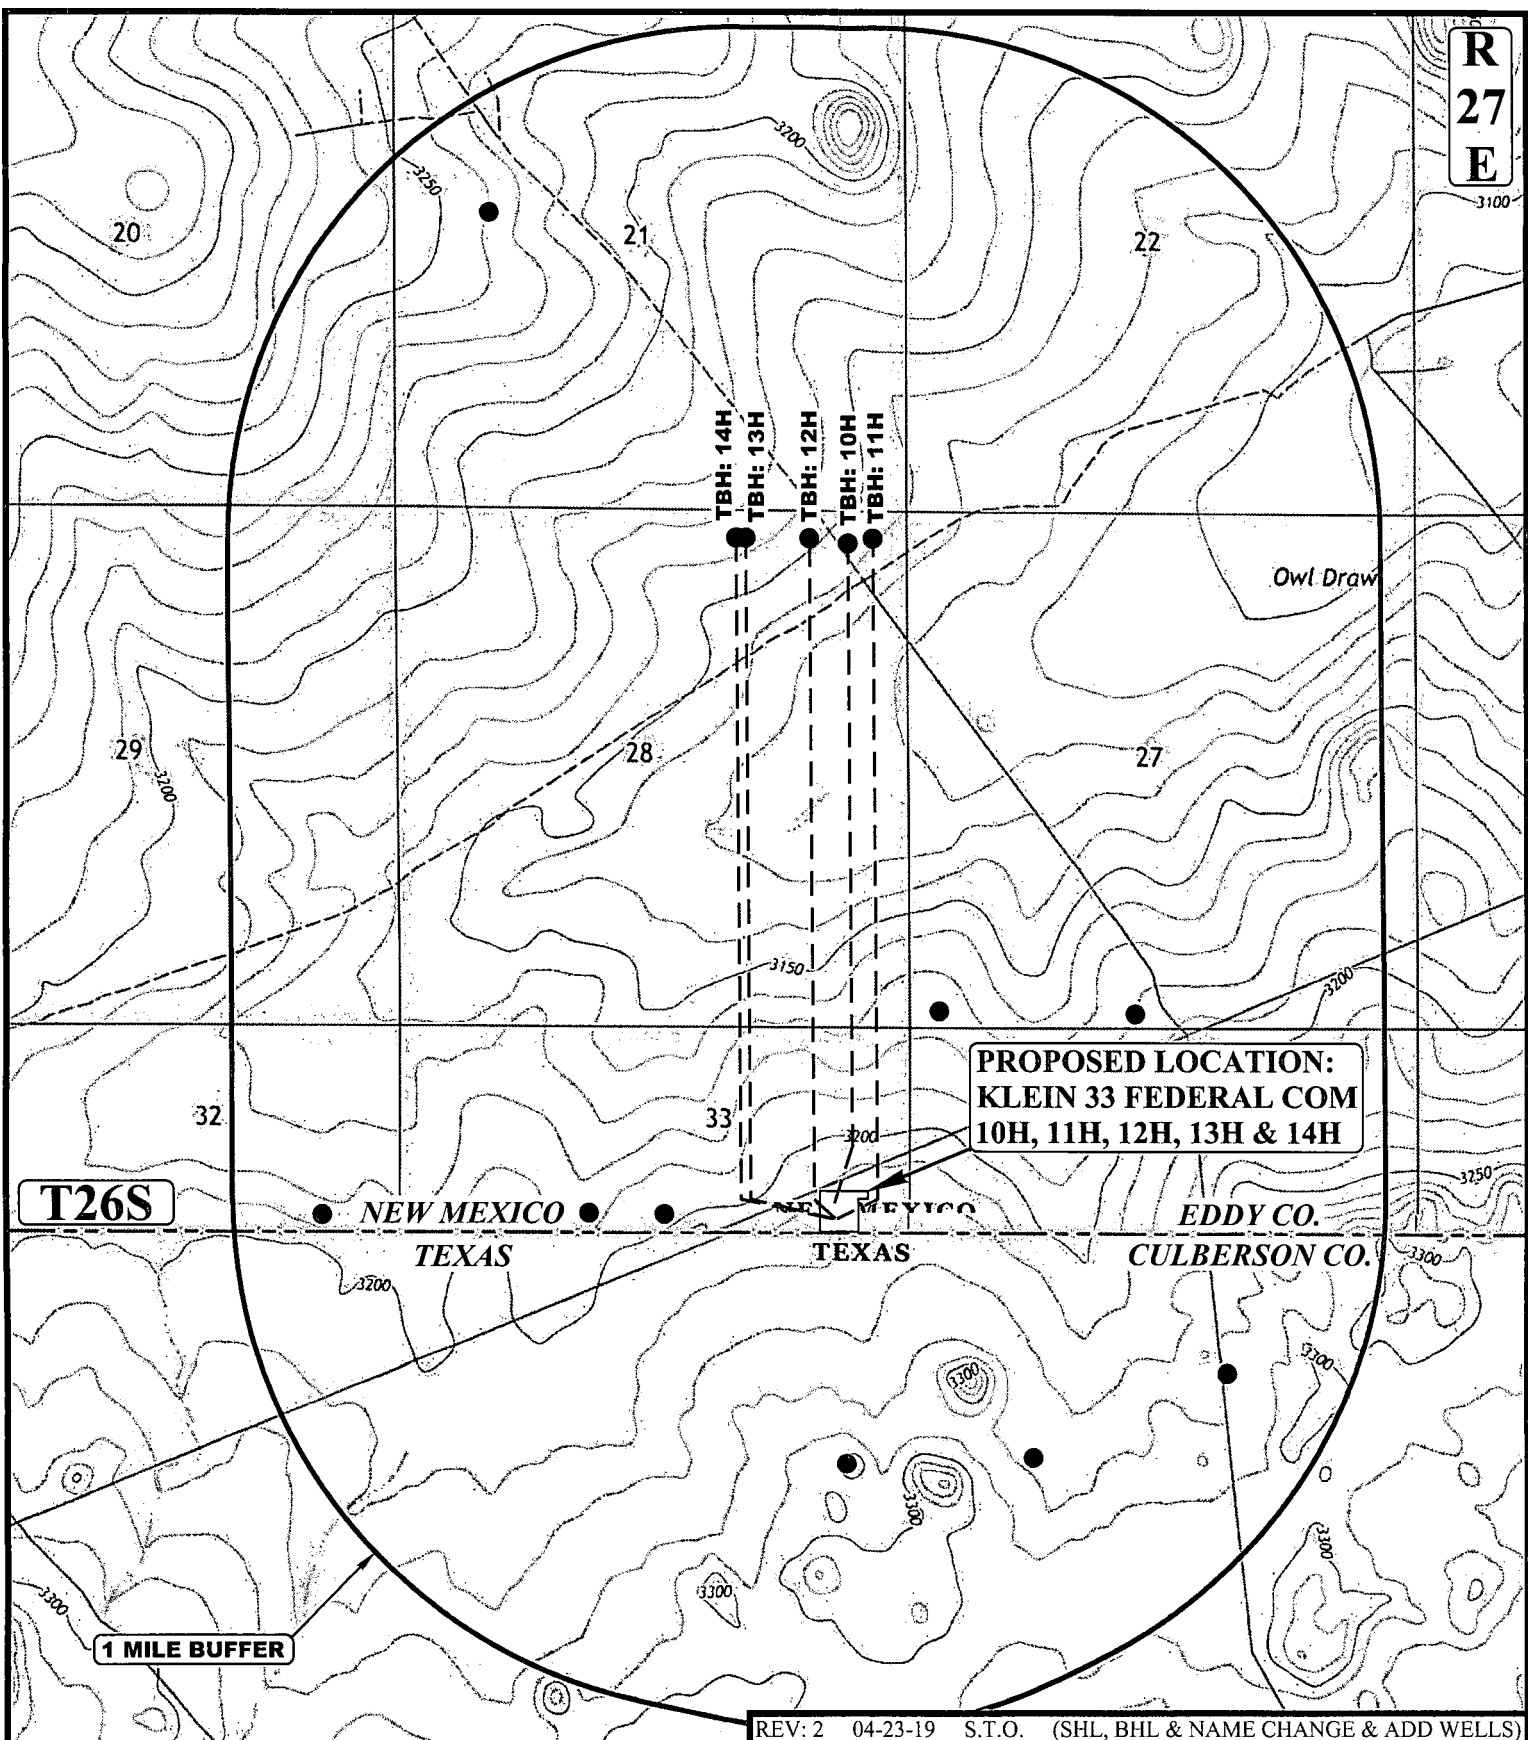 R
27
E
3200
3250
3100
20
21
22
TBH: 14H
TBH: 13H
TBH: 12H
TBH: 10H
TBH: 11H
Owl Draw
29
28
27
3200
3150
3200
PROPOSED LOCATION:
KLEIN 33 FEDERAL COM
10H, 11H, 12H, 13H & 14H
32
33
3200
3250
T26S
NEW MEXICO
MEXICO
EDDY CO.
TEXAS
TEXAS
CULBERSON CO.
3300
3200
3300
3300
3300
3300
3300
3300
1 MILE BUFFER
REV: 2 04-23-19 S.T.O. (SHL, BHL & NAME CHANGE & ADD WELLS)